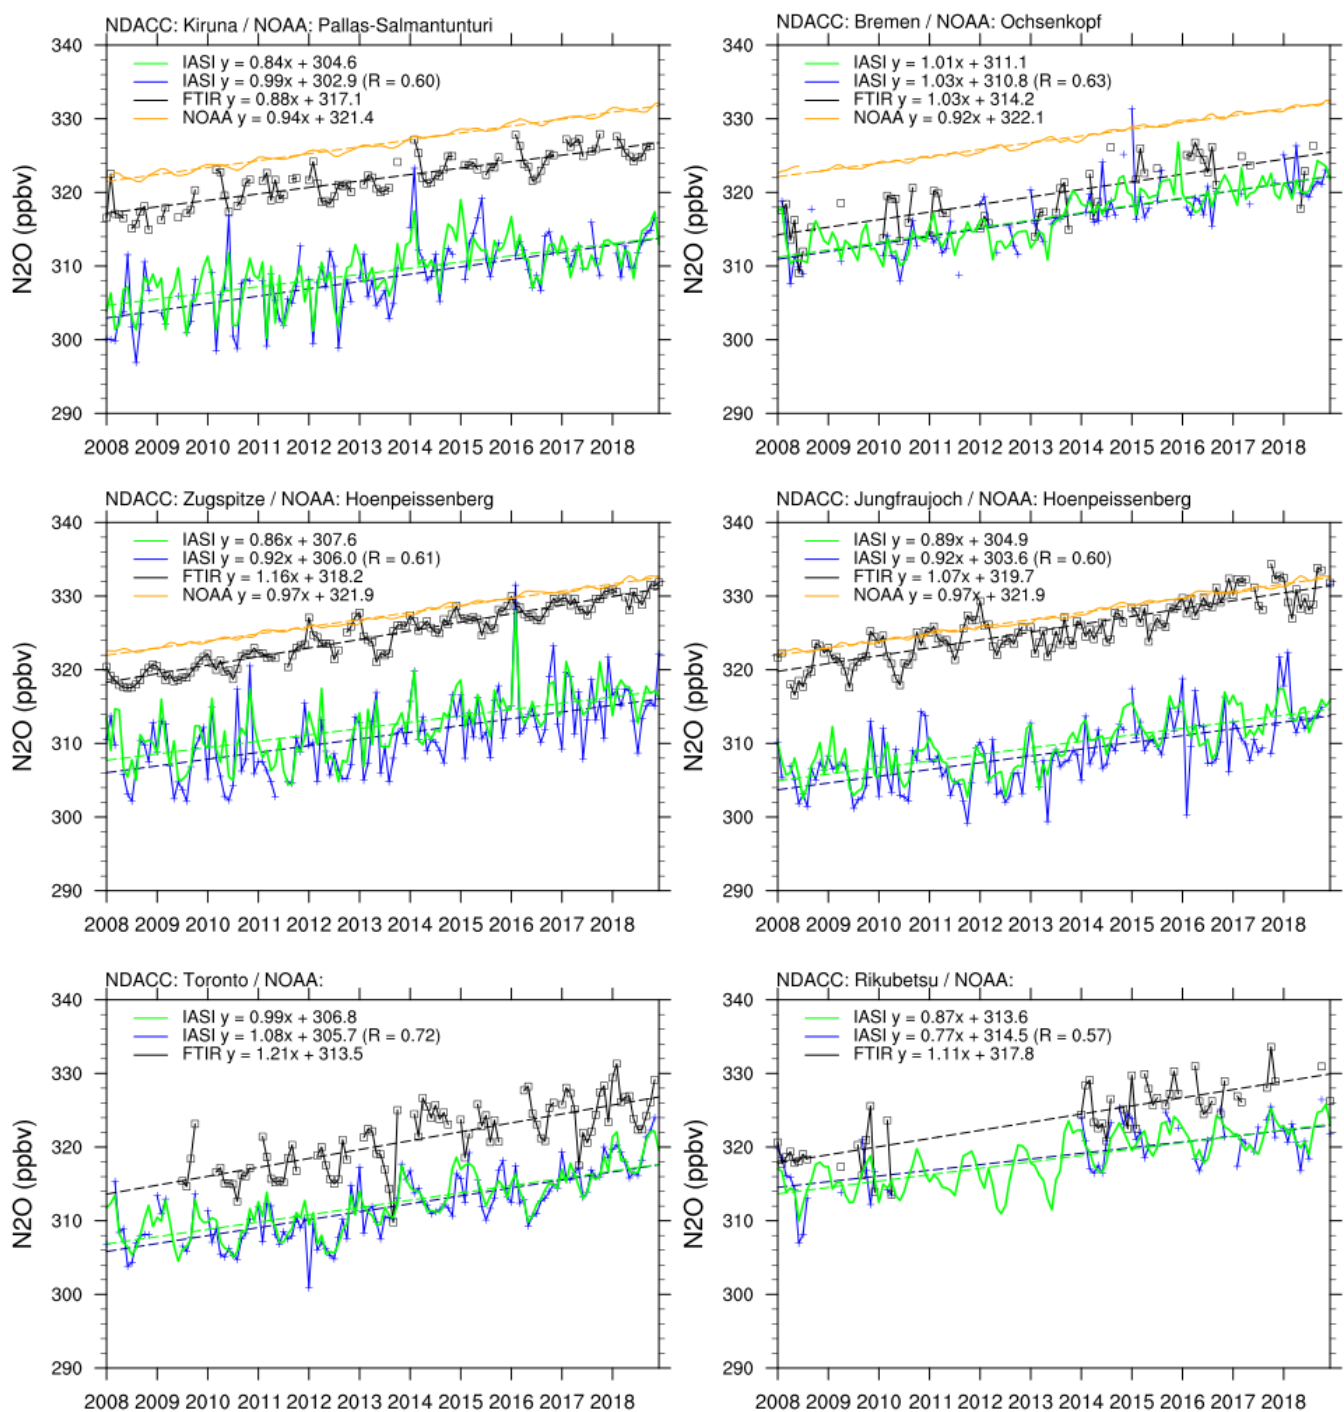 NDACC: Kiruna / NOAA: Pallas-Salmantunturi
340
330
320
310
300
290
N2O (ppbv)
IASI y = 0.84x + 304.6
IASI y = 0.99x + 302.9 (R = 0.60)
FTIR y = 0.88x + 317.1
NOAA y = 0.94x + 321.4
2008 2009 2010 2011 2012 2013 2014 2015 2016 2017 2018
NDACC: Bremen / NOAA: Ochsenkopf
340
330
320
310
300
290
N2O (ppbv)
IASI y = 1.01x + 311.1
IASI y = 1.03x + 310.8 (R = 0.63)
FTIR y = 1.03x + 314.2
NOAA y = 0.92x + 322.1
2008 2009 2010 2011 2012 2013 2014 2015 2016 2017 2018
NDACC: Zugspitze / NOAA: Hoenpeissenberg
340
330
320
310
300
290
N2O (ppbv)
IASI y = 0.86x + 307.6
IASI y = 0.92x + 306.0 (R = 0.61)
FTIR y = 1.16x + 318.2
NOAA y = 0.97x + 321.9
2008 2009 2010 2011 2012 2013 2014 2015 2016 2017 2018
NDACC: Jungfraujoch / NOAA: Hoenpeissenberg
340
330
320
310
300
290
N2O (ppbv)
IASI y = 0.89x + 304.9
IASI y = 0.92x + 303.6 (R = 0.60)
FTIR y = 1.07x + 319.7
NOAA y = 0.97x + 321.9
2008 2009 2010 2011 2012 2013 2014 2015 2016 2017 2018
NDACC: Toronto / NOAA:
340
330
320
310
300
290
N2O (ppbv)
IASI y = 0.99x + 306.8
IASI y = 1.08x + 305.7 (R = 0.72)
FTIR y = 1.21x + 313.5
2008 2009 2010 2011 2012 2013 2014 2015 2016 2017 2018
NDACC: Rikubetsu / NOAA:
340
330
320
310
300
290
N2O (ppbv)
IASI y = 0.87x + 313.6
IASI y = 0.77x + 314.5 (R = 0.57)
FTIR y = 1.11x + 317.8
2008 2009 2010 2011 2012 2013 2014 2015 2016 2017 2018